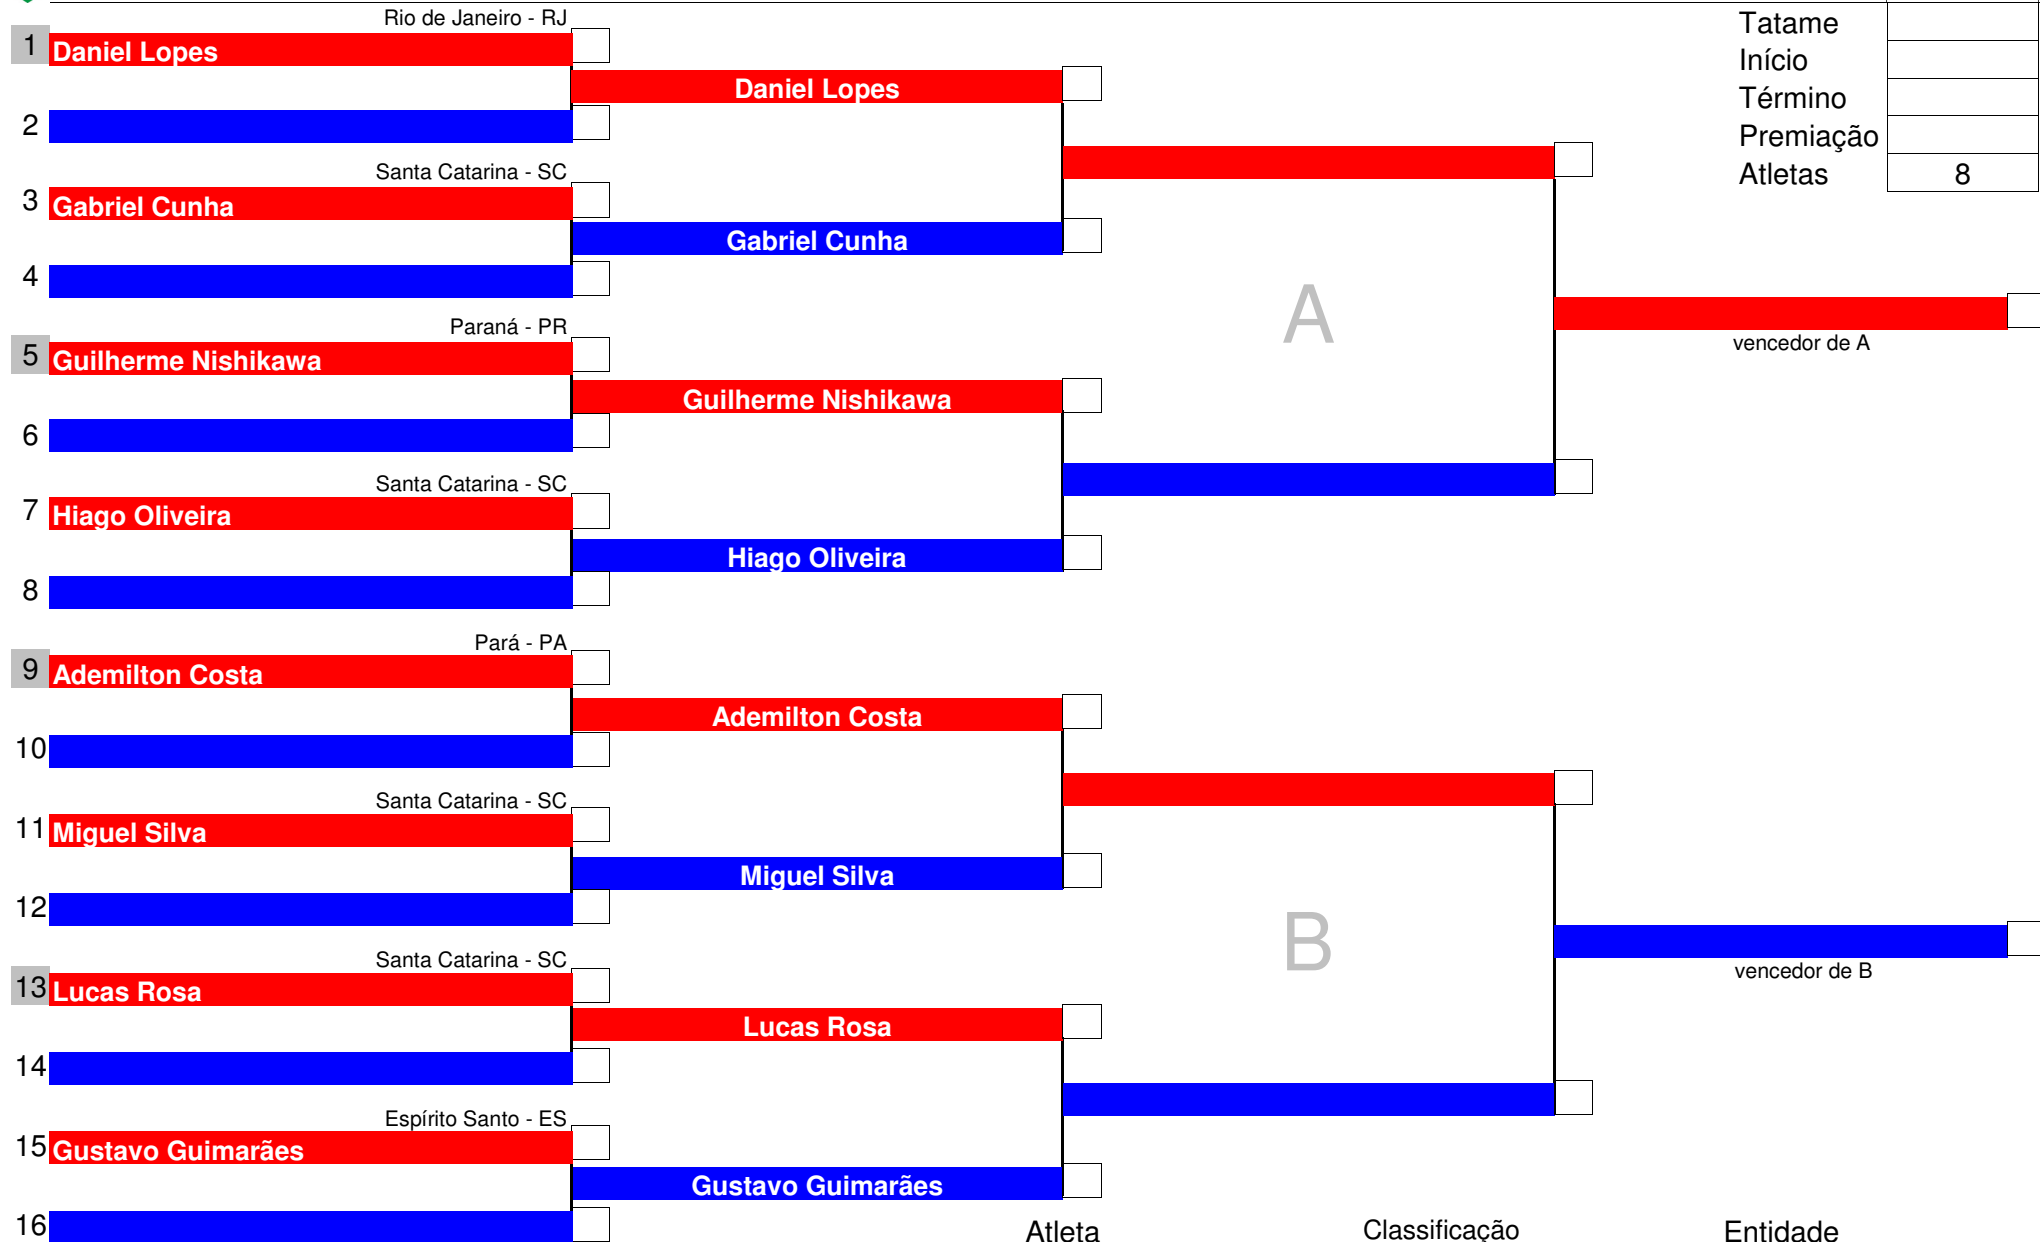 Rio de Janeiro - RJ
Tatame
1 Daniel Lopes
Início
Daniel Lopes
Término
2
Premiação
Santa Catarina - SC
Atletas 8
3 Gabriel Cunha
Gabriel Cunha
4
A
Paraná - PR
vencedor de A
5 Guilherme Nishikawa
Guilherme Nishikawa
6
Santa Catarina - SC
7 Hiago Oliveira
Hiago Oliveira
8
Pará - PA
9 Ademilton Costa
Ademilton Costa
10
Santa Catarina - SC
11 Miguel Silva
Miguel Silva
12
B
Santa Catarina - SC
vencedor de B
13 Lucas Rosa
Lucas Rosa
14
Espírito Santo - ES
15 Gustavo Guimarães
Gustavo Guimarães
16
Atleta Classificação Entidade